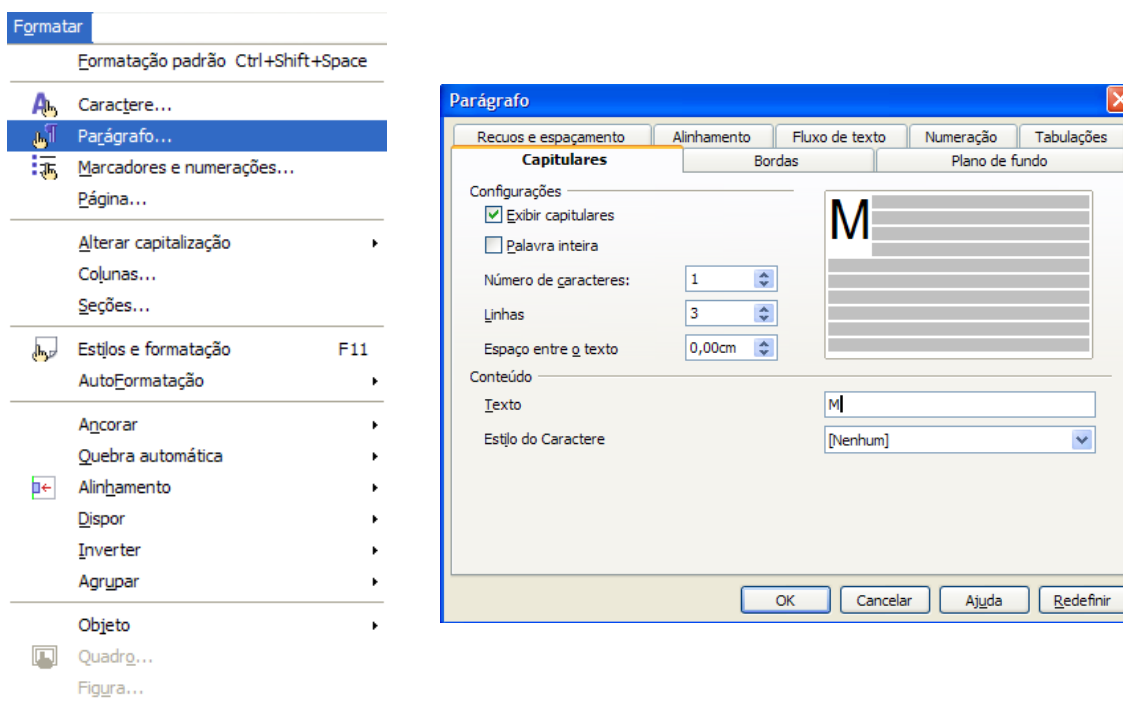 Formatar
Formatação padrão Ctrl+Shift+Space
Caractere...
Parágrafo...
Marcadores e numerações...
Página...
Alterar capitalização
Colunas...
Seções...
Estilos e formatação F11
AutoFormatação
Ancorar
Quebra automática
Alinhamento
Dispor
Inverter
Agrupar
Objeto
Quadro...
Figura...
Parágrafo
Recuos e espaçamento Alinhamento Fluxo de texto Numeração Tabulações
Capitulares Bordas Plano de fundo
Configurações
Exibir capitulares
Palavra inteira
Número de caracteres: 1
Linhas 3
Espaço entre o texto 0,00cm
M
Conteúdo
Texto M
Estilo do Caractere [Nenhum]
OK Cancelar Ajuda Redefinir